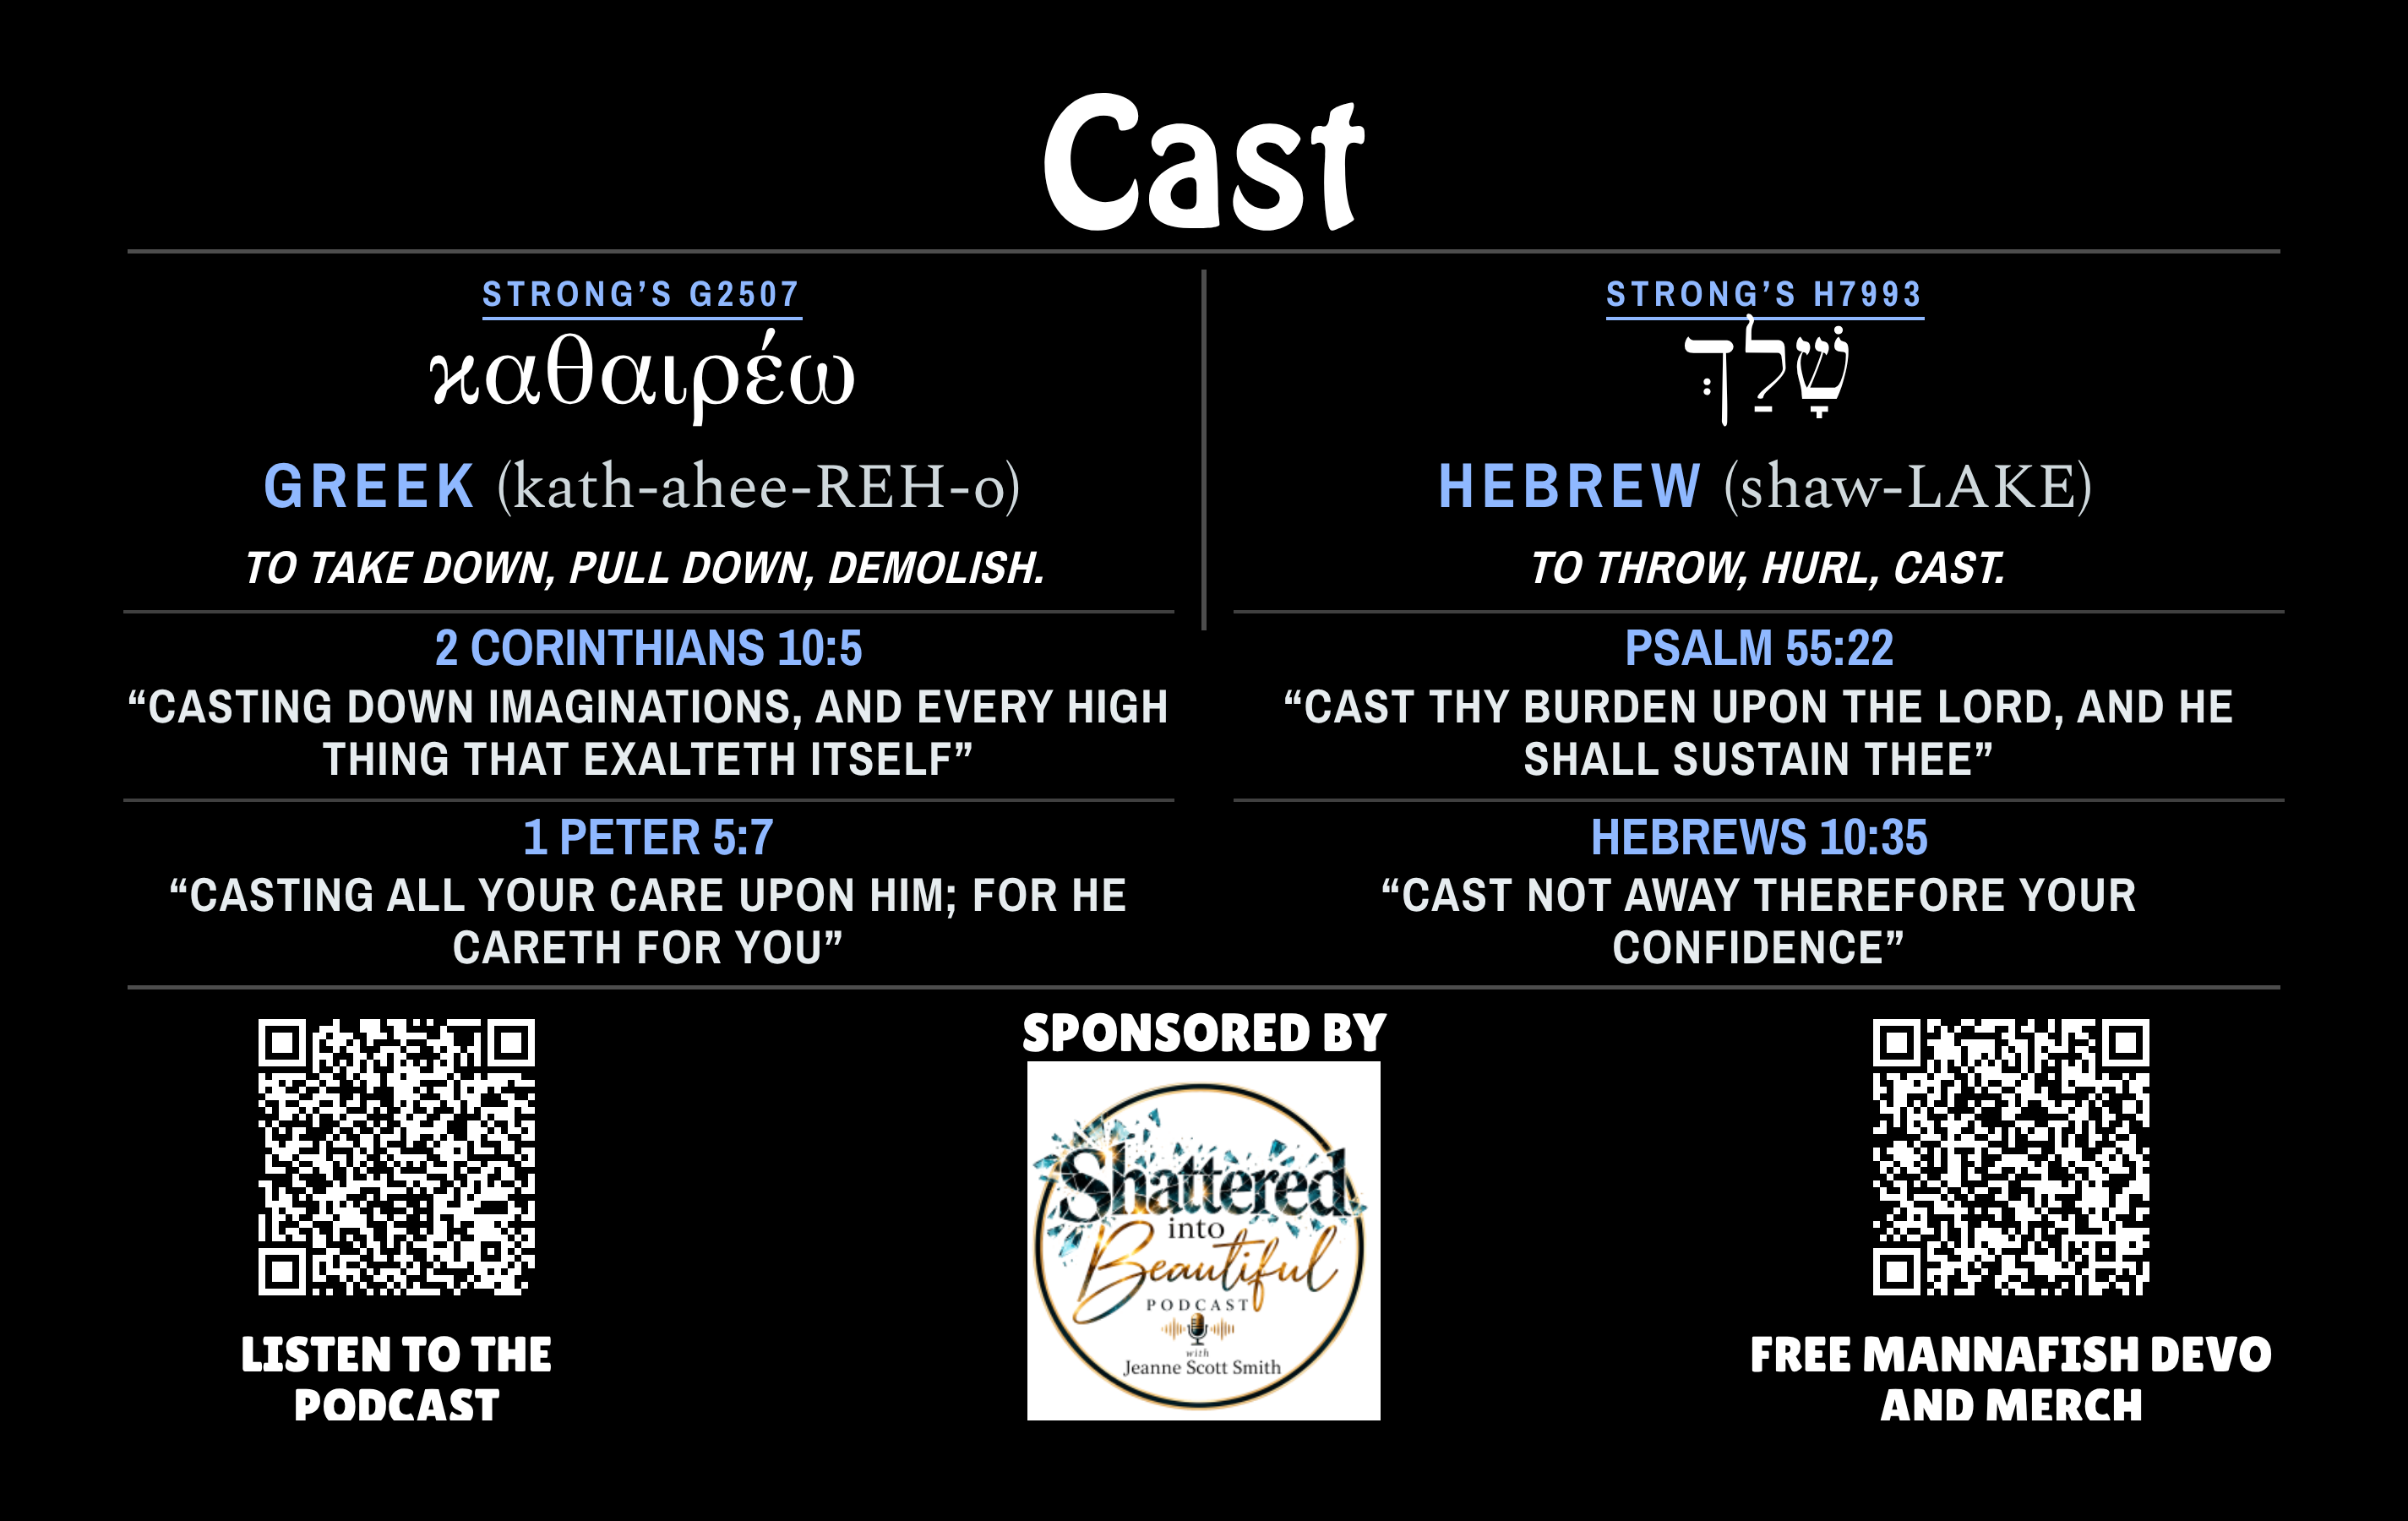 Cast
STRONG’S G2507
καθαιρέω
GREEK (kath-ahee-REH-o)
TO TAKE DOWN, PULL DOWN, DEMOLISH.
STRONG’S H7993
שָׁלַךְ
HEBREW (shaw-LAKE)
TO THROW, HURL, CAST.
2 CORINTHIANS 10:5
“CASTING DOWN IMAGINATIONS, AND EVERY HIGH
THING THAT EXALTETH ITSELF”
PSALM 55:22
“CAST THY BURDEN UPON THE LORD, AND HE
SHALL SUSTAIN THEE”
1 PETER 5:7
“CASTING ALL YOUR CARE UPON HIM; FOR HE
CARETH FOR YOU”
HEBREWS 10:35
“CAST NOT AWAY THEREFORE YOUR
CONFIDENCE”
LISTEN TO THE
PODCAST
SPONSORED BY
Shattered
into
Beautiful
PODCAST
with
Jeanne Scott Smith
FREE MANNAFISH DEVO
AND MERCH